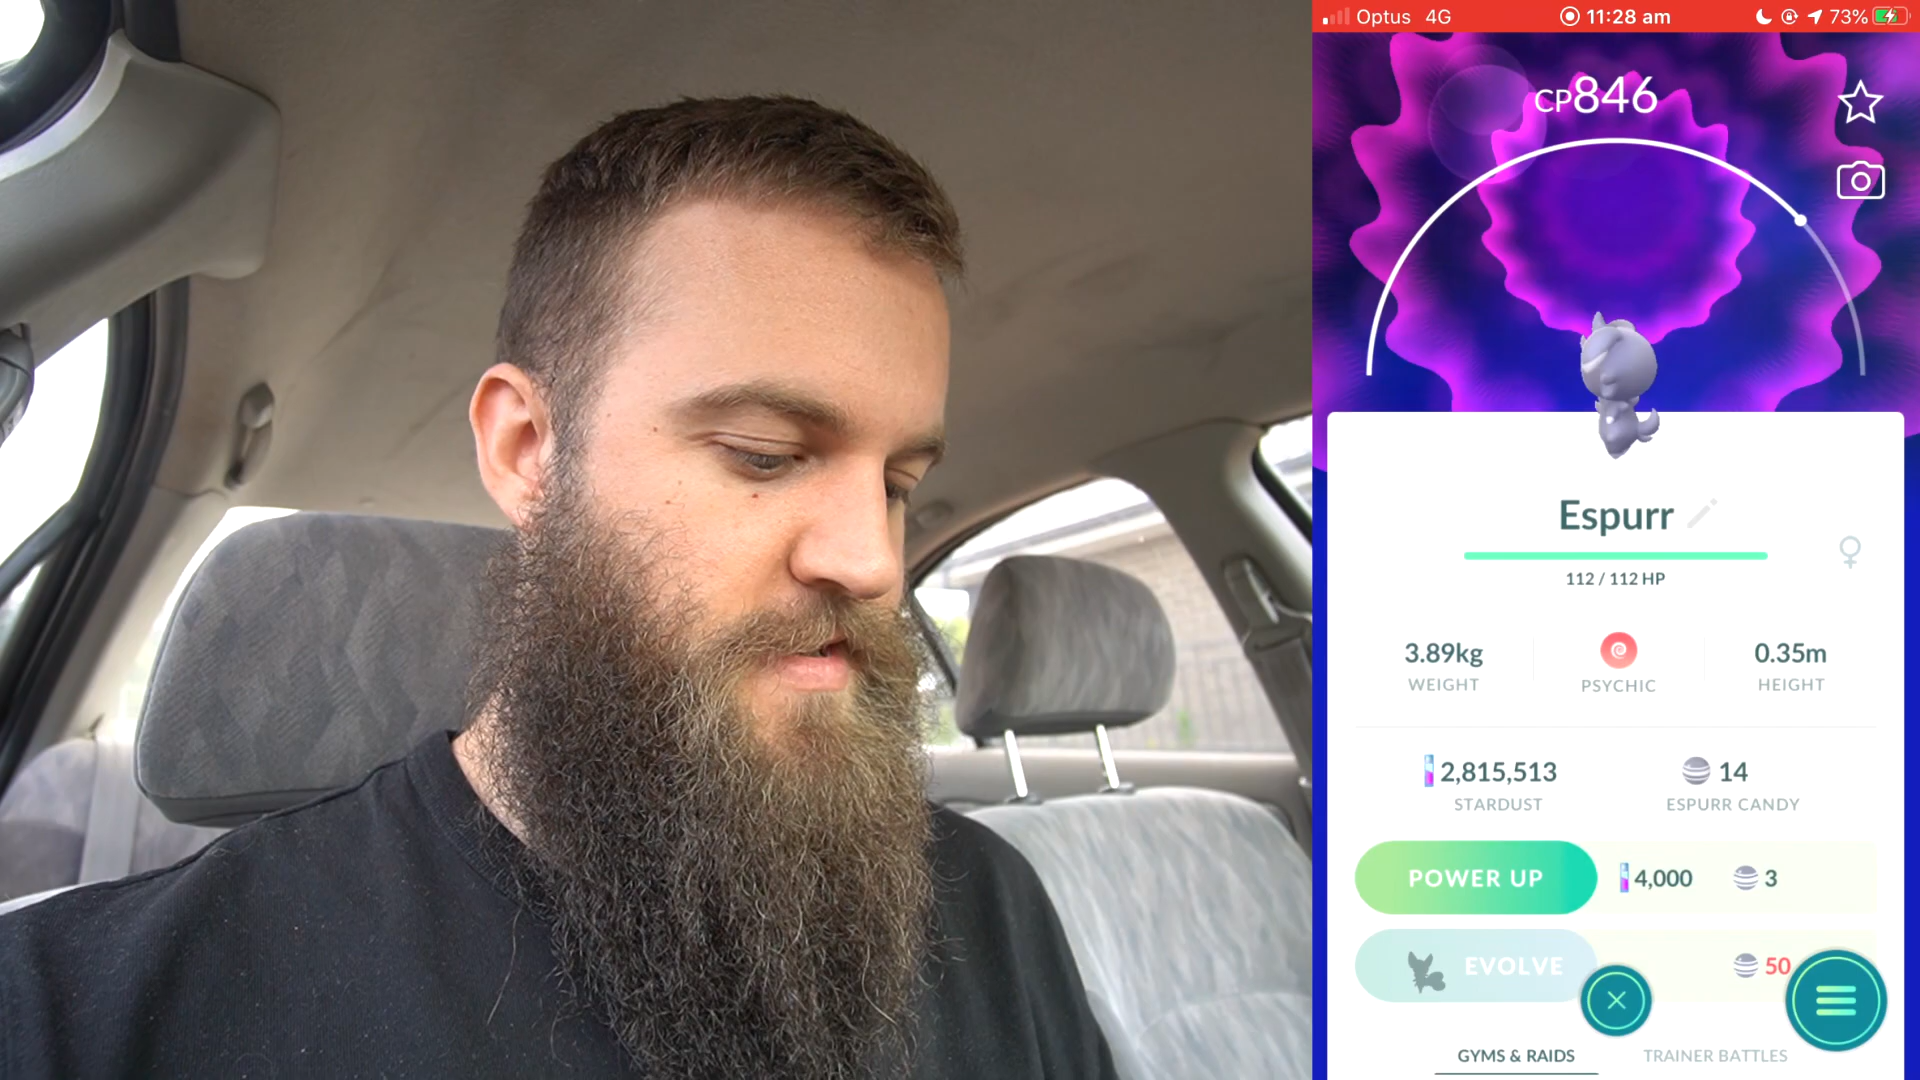 Optus 4G 11:28 am 73%
CP846
Espurr
112 / 112 HP
3.89kg 0.35m
WEIGHT PSYCHIC HEIGHT
2,815,513 14
STARDUST ESPURR CANDY
POWER UP 4,000 3
EVOLVE 50
GYMS & RAIDS TRAINER BATTLES